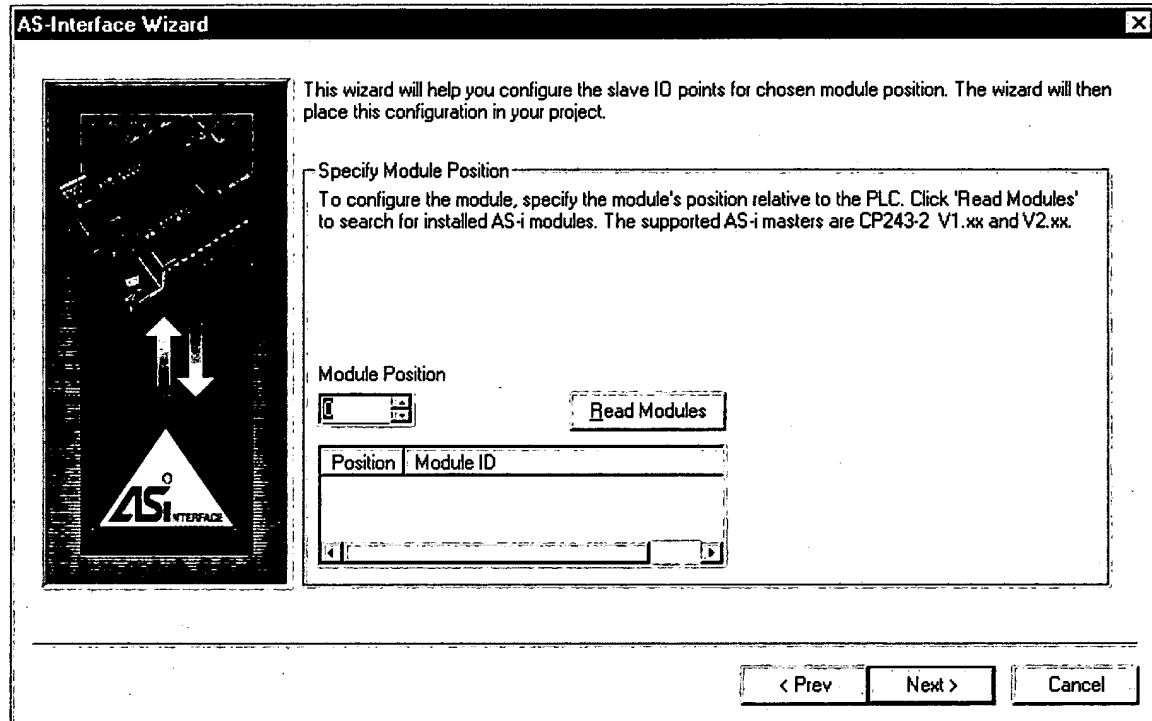 AS-Interface Wizard
This wizard will help you configure the slave IO points for chosen module position. The wizard will then
place this configuration in your project.
Specify Module Position
To configure the module, specify the module's position relative to the PLC. Click 'Read Modules'
to search for installed AS-i modules. The supported AS-i masters are CP243-2 V1.xx and V2.xx.
Module Position
0
Read Modules
Position Module ID
ASi INTERFACE
< Prev Next > Cancel